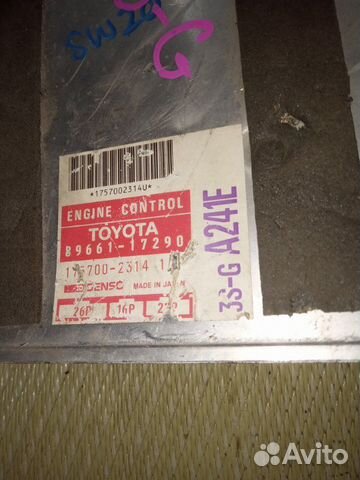 SW20
G
*1757002314U*
ENGINE CONTROL
TOYOTA
89661-17290
175700-2314 1
DENSO MADE IN JAPAN
26P 16P 22P
3S-G A241E
Avito